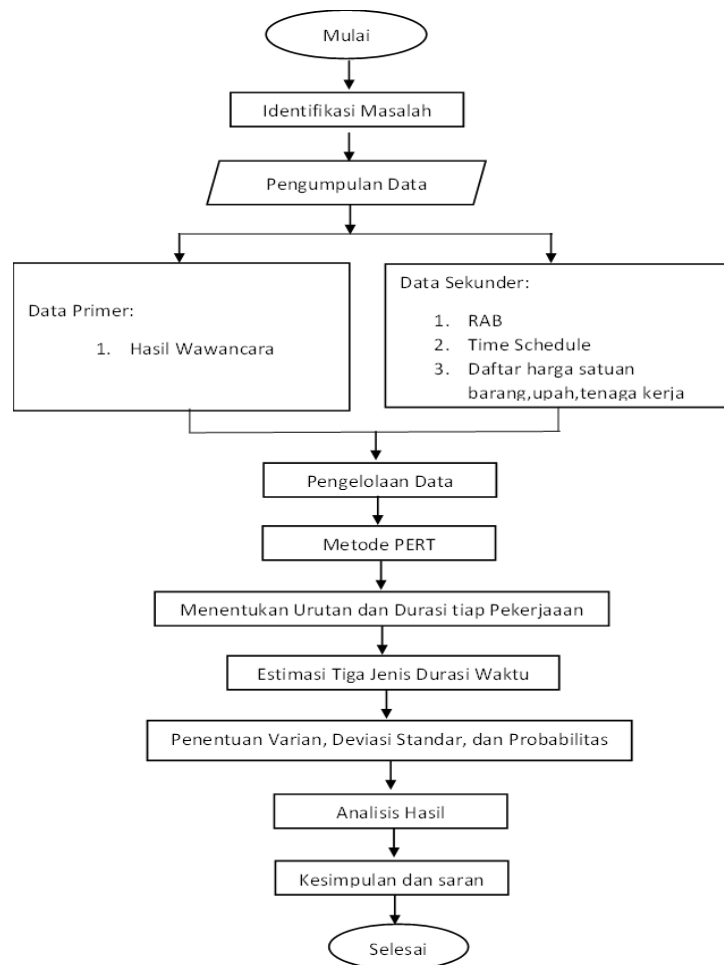 Mulai
Identifikasi Masalah
Pengumpulan Data
Data Primer:
1. Hasil Wawancara
Data Sekunder:
1. RAB
2. Time Schedule
3. Daftar harga satuan
barang,upah,tenaga kerja
Pengelolaan Data
Metode PERT
Menentukan Urutan dan Durasi tiap Pekerjaaan
Estimasi Tiga Jenis Durasi Waktu
Penentuan Varian, Deviasi Standar, dan Probabilitas
Analisis Hasil
Kesimpulan dan saran
Selesai